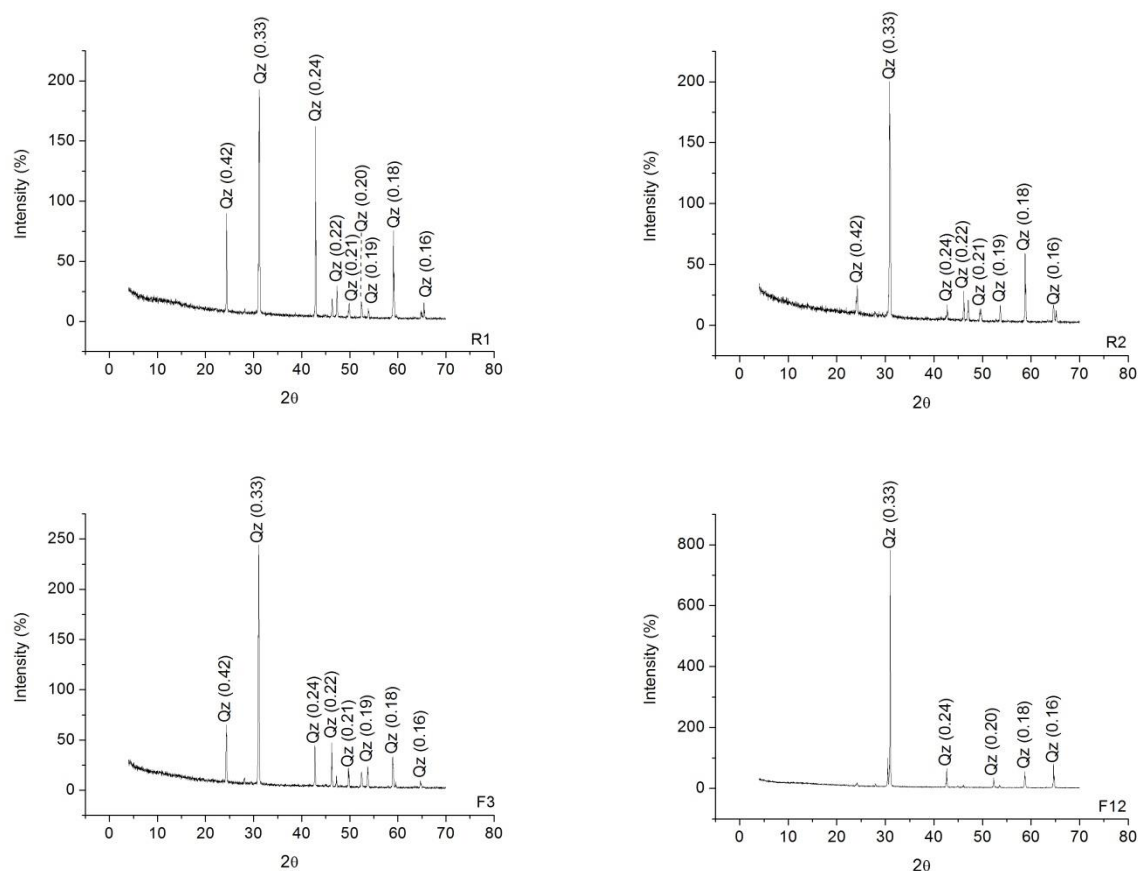 Intensity (%)
200
150
100
50
0
Qz (0.42)
Qz (0.33)
Qz (0.24)
Qz (0.22)
Qz (0.21)
Qz (0.20)
Qz (0.19)
Qz (0.18)
Qz (0.16)
R1
0 10 20 30 40 50 60 70 80
2θ
Intensity (%)
200
150
100
50
0
Qz (0.42)
Qz (0.33)
Qz (0.24)
Qz (0.22)
Qz (0.21)
Qz (0.19)
Qz (0.18)
Qz (0.16)
R2
0 10 20 30 40 50 60 70 80
2θ
Intensity (%)
250
200
150
100
50
0
Qz (0.42)
Qz (0.33)
Qz (0.24)
Qz (0.22)
Qz (0.21)
Qz (0.19)
Qz (0.18)
Qz (0.16)
F3
0 10 20 30 40 50 60 70 80
2θ
Intensity (%)
800
600
400
200
0
Qz (0.33)
Qz (0.24)
Qz (0.20)
Qz (0.18)
Qz (0.16)
F12
0 10 20 30 40 50 60 70 80
2θ